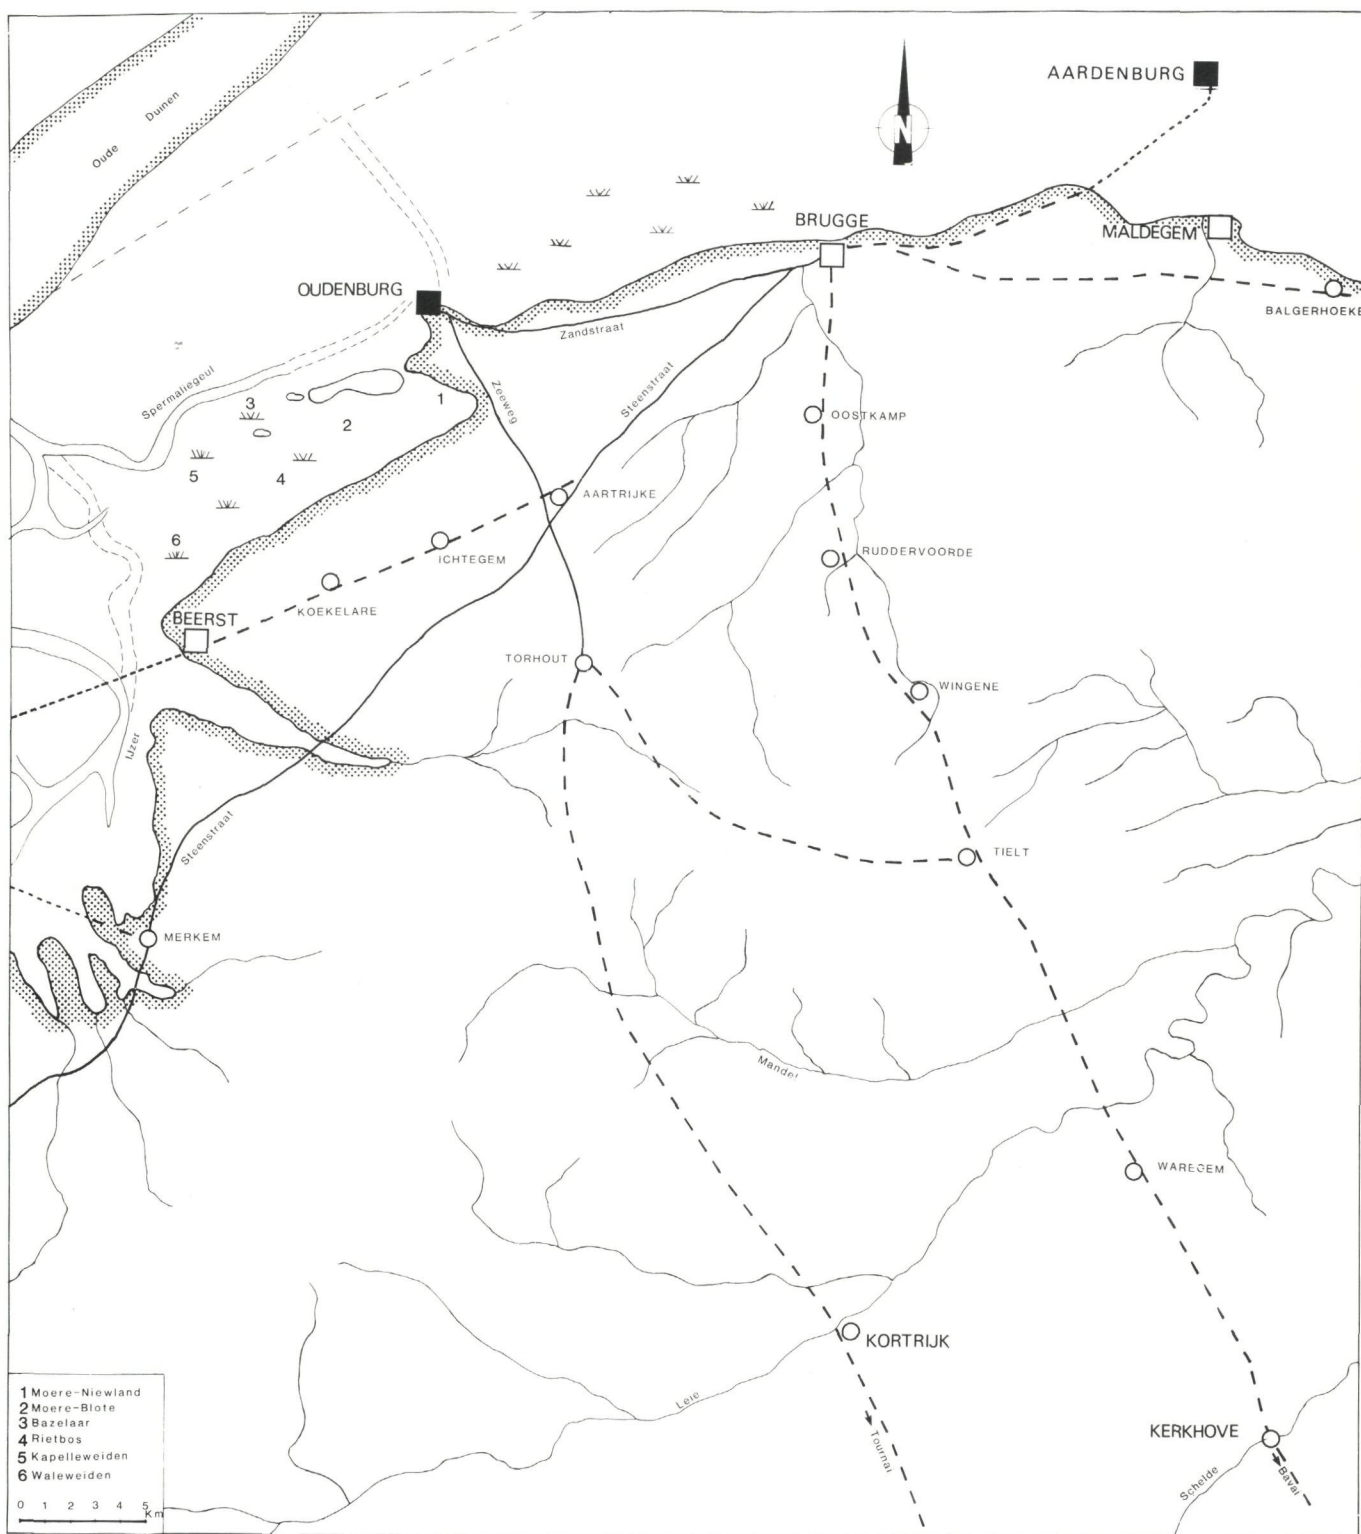 AARDENBURG
Duinen
Oude
N
BRUGGE
MALDEGEM
OUDENBURG
BALGERHOEKE
Zandstraat
Spermaliegeul
Zeeweg
Steenstraat
1
3
2
OOSTKAMP
5
4
AARTRIJKE
6
ICHTEGEM
RUDDERVOORDE
KOEKELARE
BEERST
TORHOUT
WINGENE
IJzer
Steenstraat
TIELT
MERKEM
Mandel
WAREGEM
KORTRIJK
Leie
Tournai
KERKHOVE
Schelde
Bavai
1 Moere-Niewland
2 Moere-Blote
3 Bazelaar
4 Rietbos
5 Kapelleweiden
6 Waleweiden
0 1 2 3 4 5
Km